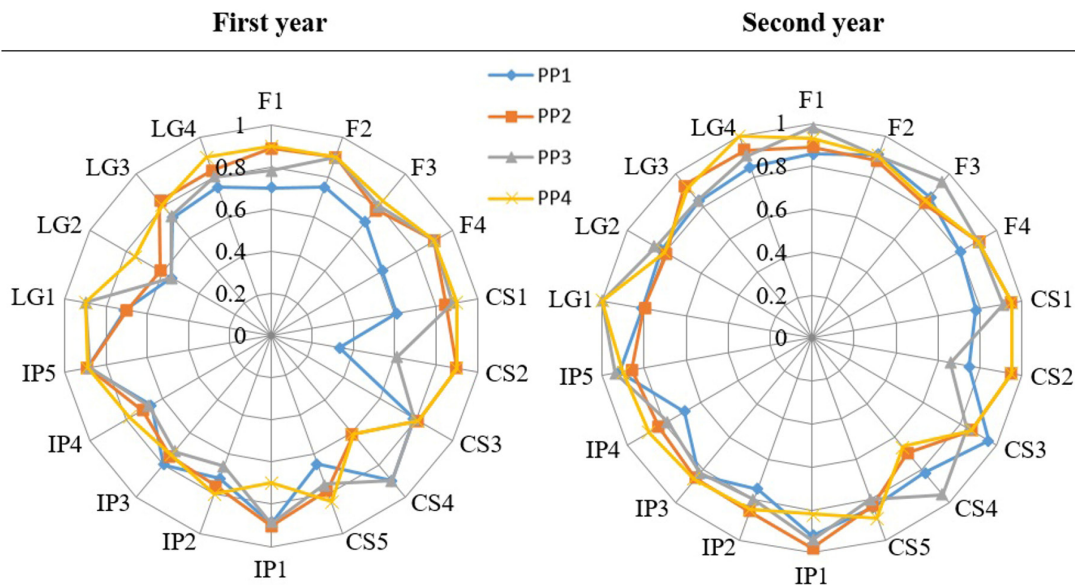 First year
Second year
PP1
PP2
PP3
PP4
F1
F2
F3
F4
CS1
CS2
CS3
CS4
CS5
IP1
IP2
IP3
IP4
IP5
LG1
LG2
LG3
LG4
1
0.8
0.6
0.4
0.2
0
F1
F2
F3
F4
CS1
CS2
CS3
CS4
CS5
IP1
IP2
IP3
IP4
IP5
LG1
LG2
LG3
LG4
1
0.8
0.6
0.4
0.2
0